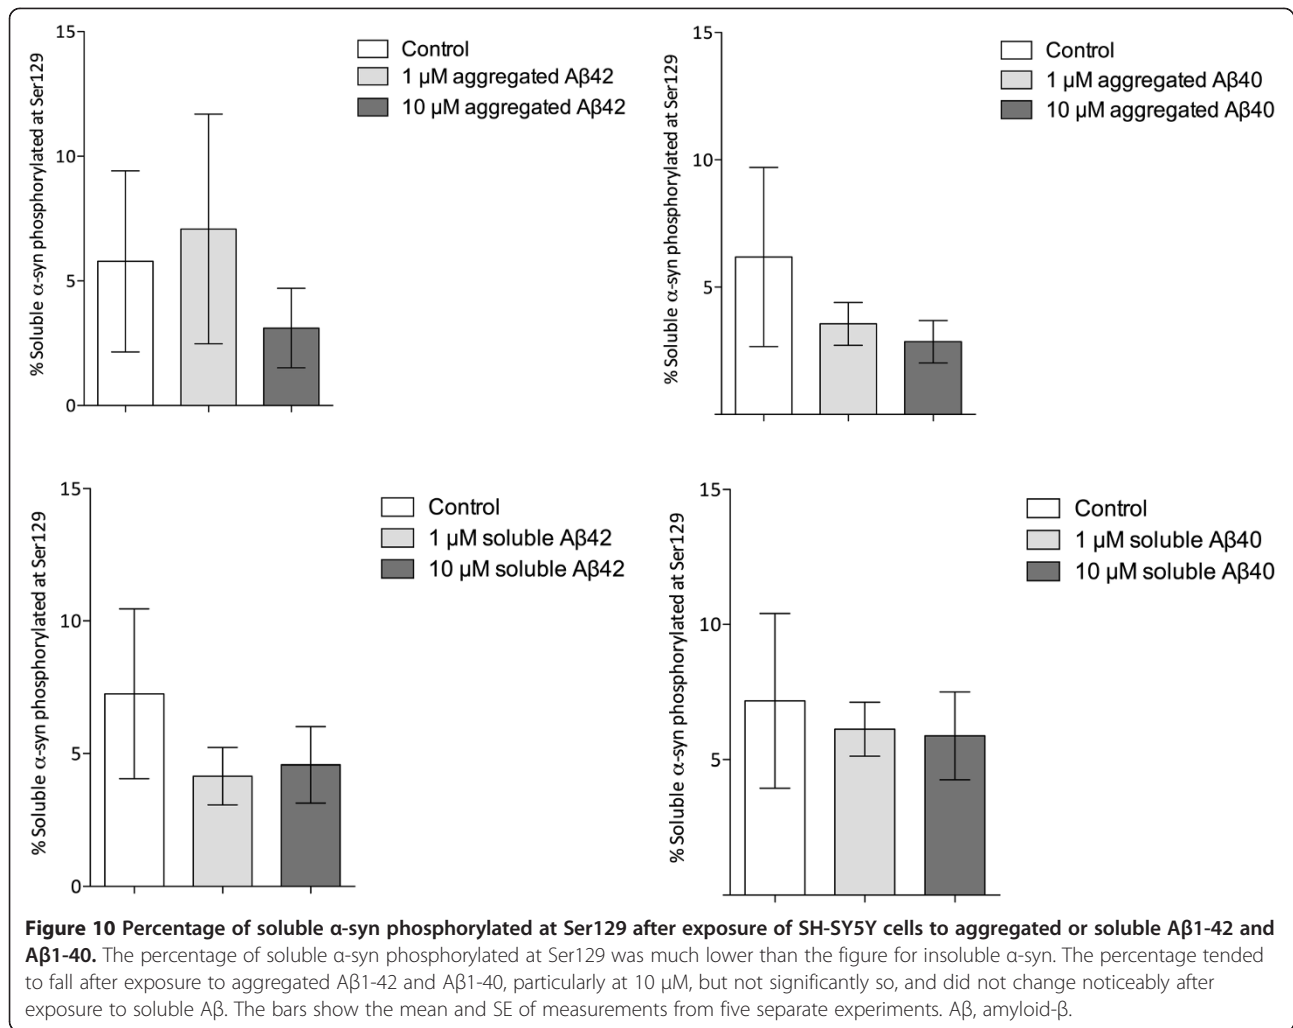 15
10
5
0
% Soluble α-syn phosphorylated at Ser129
Control
1 µM aggregated Aβ42
10 µM aggregated Aβ42
15
10
5
% Soluble α-syn phosphorylated at Ser129
Control
1 µM aggregated Aβ40
10 µM aggregated Aβ40
15
10
5
0
% Soluble α-syn phosphorylated at Ser129
Control
1 µM soluble Aβ42
10 µM soluble Aβ42
15
10
5
% Soluble α-syn phosphorylated at Ser129
Control
1 µM soluble Aβ40
10 µM soluble Aβ40
Figure 10 Percentage of soluble α-syn phosphorylated at Ser129 after exposure of SH-SY5Y cells to aggregated or soluble Aβ1-42 and
Aβ1-40. The percentage of soluble α-syn phosphorylated at Ser129 was much lower than the figure for insoluble α-syn. The percentage tended
to fall after exposure to aggregated Aβ1-42 and Aβ1-40, particularly at 10 μM, but not significantly so, and did not change noticeably after
exposure to soluble Aβ. The bars show the mean and SE of measurements from five separate experiments. Aβ, amyloid-β.